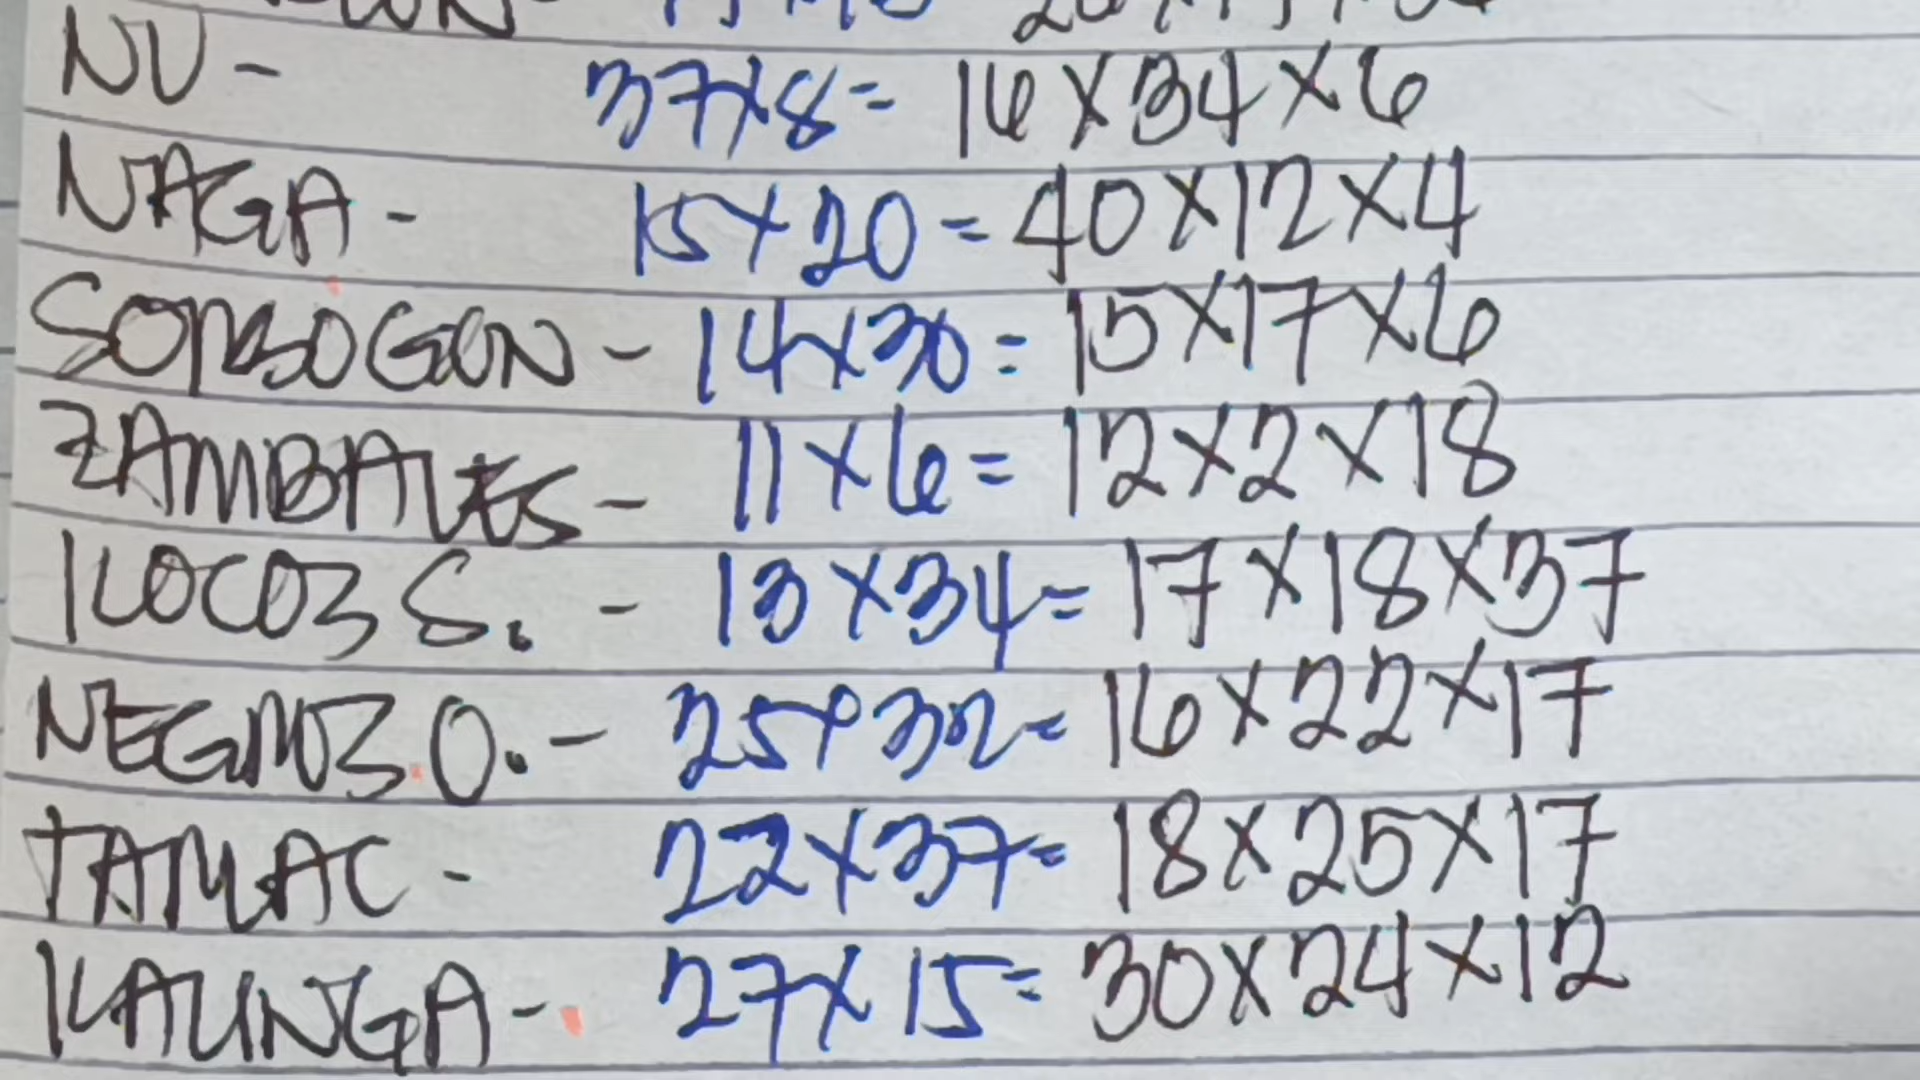 NV - 37x8= 16x34x6
NAGA - 15x20= 40x12x4
SORSOGON - 14x30= 15x17x6
ZAMBALES - 11x6= 12x2x18
ILOCOS S. - 13x34= 17x18x37
NEGROS O. - 25x32= 16x22x17
TARLAC - 22x37= 18x25x17
KALINGA - 27x15= 30x24x12